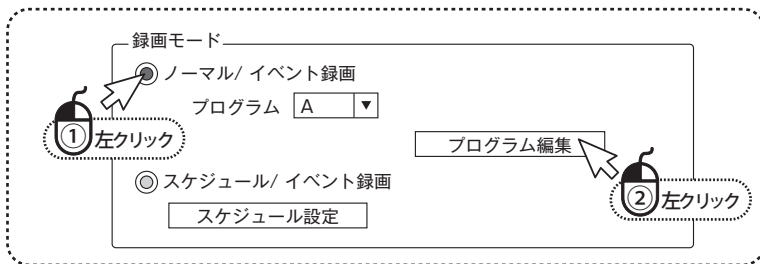 録画モード
ノーマル/ イベント録画
プログラム A ▼
① 左クリック
プログラム編集
スケジュール/ イベント録画
② 左クリック
スケジュール設定